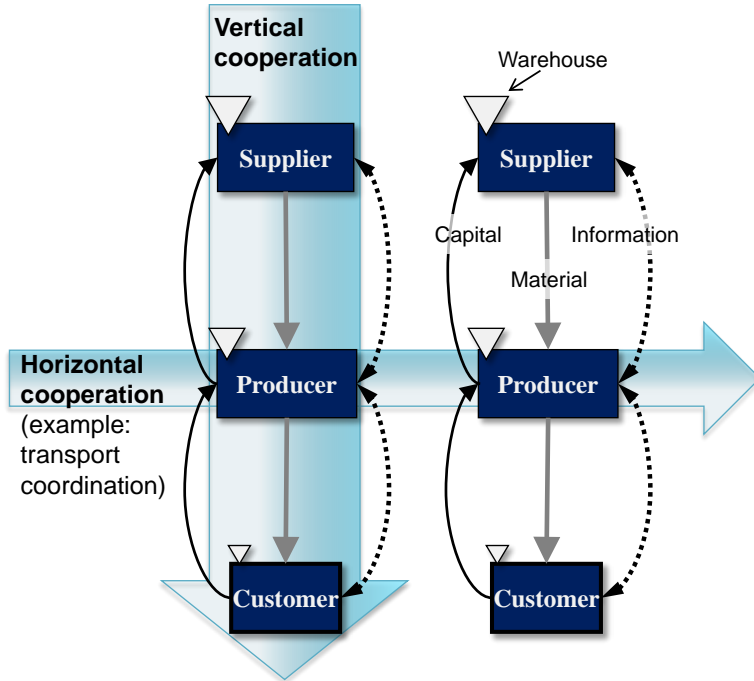 Vertical
cooperation
Warehouse
Supplier
Supplier
Capital
Information
Material
Horizontal
cooperation
(example:
transport
coordination)
Producer
Producer
Customer
Customer